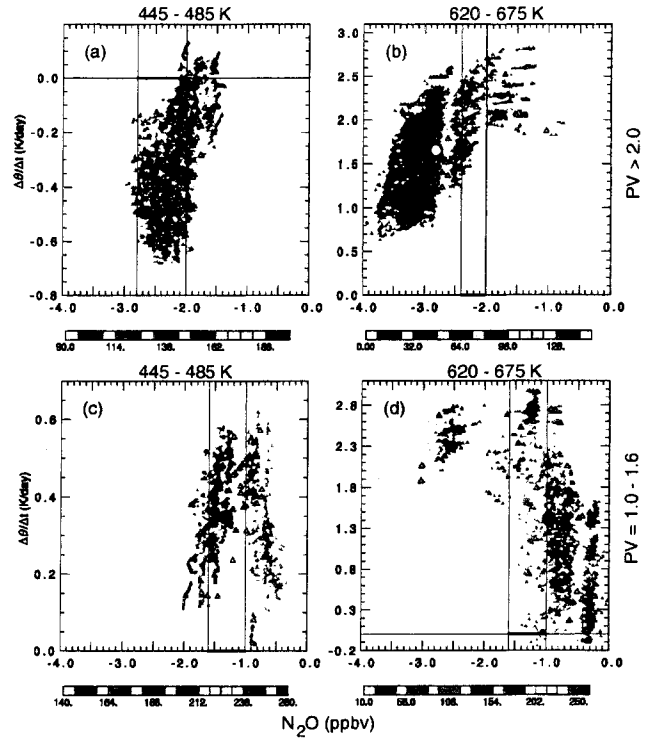 445 - 485 K
620 - 675 K
(a)
(b)
0.0
-0.2
-0.4
-0.6
-0.8
Δθ/Δt (K/day)
3.0
2.6
2.1
1.7
1.3
0.9
0.5
0.0
PV > 2.0
-4.0 -3.0 -2.0 -1.0 0.0
-4.0 -3.0 -2.0 -1.0 0.0
90.0 114. 138. 162. 186.
0.00 32.0 64.0 96.0 128.
445 - 485 K
620 - 675 K
(c)
(d)
0.6
0.4
0.2
0.0
Δθ/Δt (K/day)
2.8
2.3
1.8
1.3
0.8
0.3
-0.2
PV = 1.0 - 1.6
-4.0 -3.0 -2.0 -1.0 0.0
-4.0 -3.0 -2.0 -1.0 0.0
140. 164. 188. 212. 236. 260.
10.0 58.0 106. 154. 202. 250.
N₂O (ppbv)